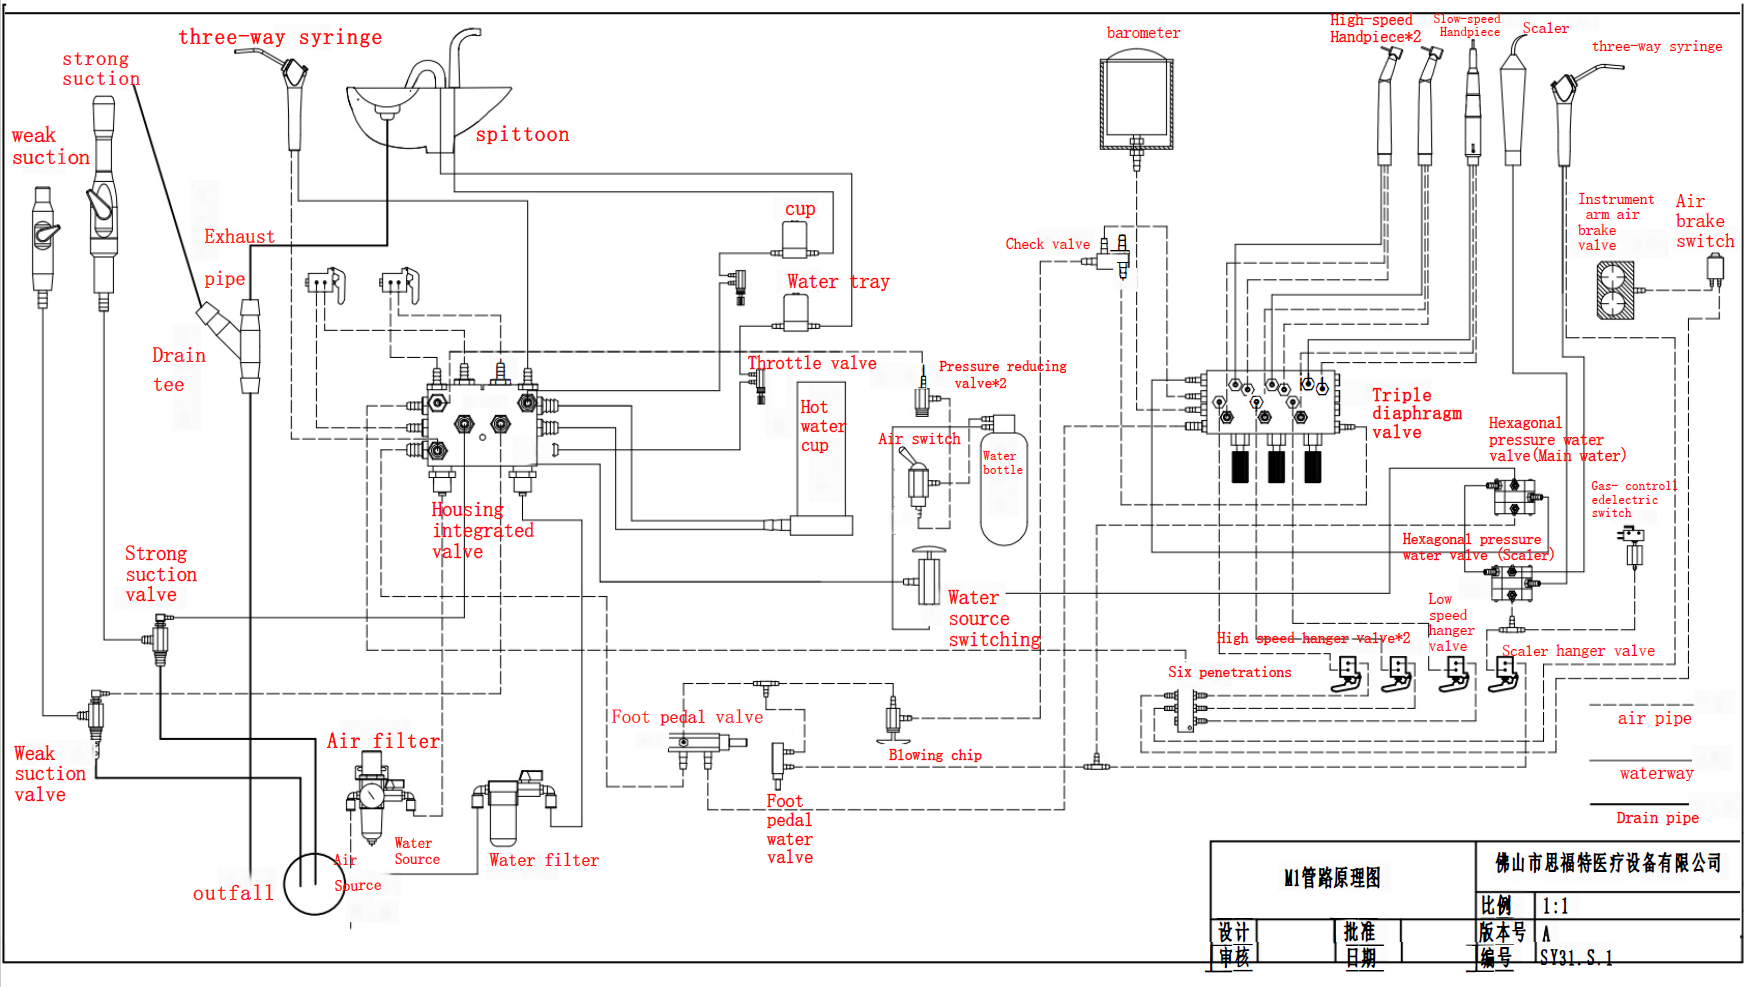 three-way syringe
strong
suction
weak
suction
spittoon
Exhaust
pipe
Drain
tee
cup
Water tray
Throttle valve
Hot
water
cup
Housing
integrated
valve
Strong
suction
valve
Weak
suction
valve
Air filter
Water
Source
Air
Source
Water filter
outfall
barometer
Check valve
Pressure reducing
valve*2
Air switch
Water
bottle
Water
source
switching
Foot pedal valve
Blowing chip
Foot
pedal
water
valve
High-speed
Handpiece*2
Slow-speed
Handpiece
Scaler
three-way syringe
Instrument
arm air
brake
valve
Air
brake
switch
Triple
diaphragm
valve
Hexagonal
pressure water
valve(Main water)
Gas- controll
edelectric
switch
Hexagonal pressure
water valve (Scaler)
Low
speed
hanger
valve
High speed hanger valve*2
Scaler hanger valve
Six penetrations
air pipe
waterway
Drain pipe
M1管路原理图
佛山市思福特医疗设备有限公司
比例 1:1
设计 批准 版本号 A
审核 日期 编号 SY31.S.1